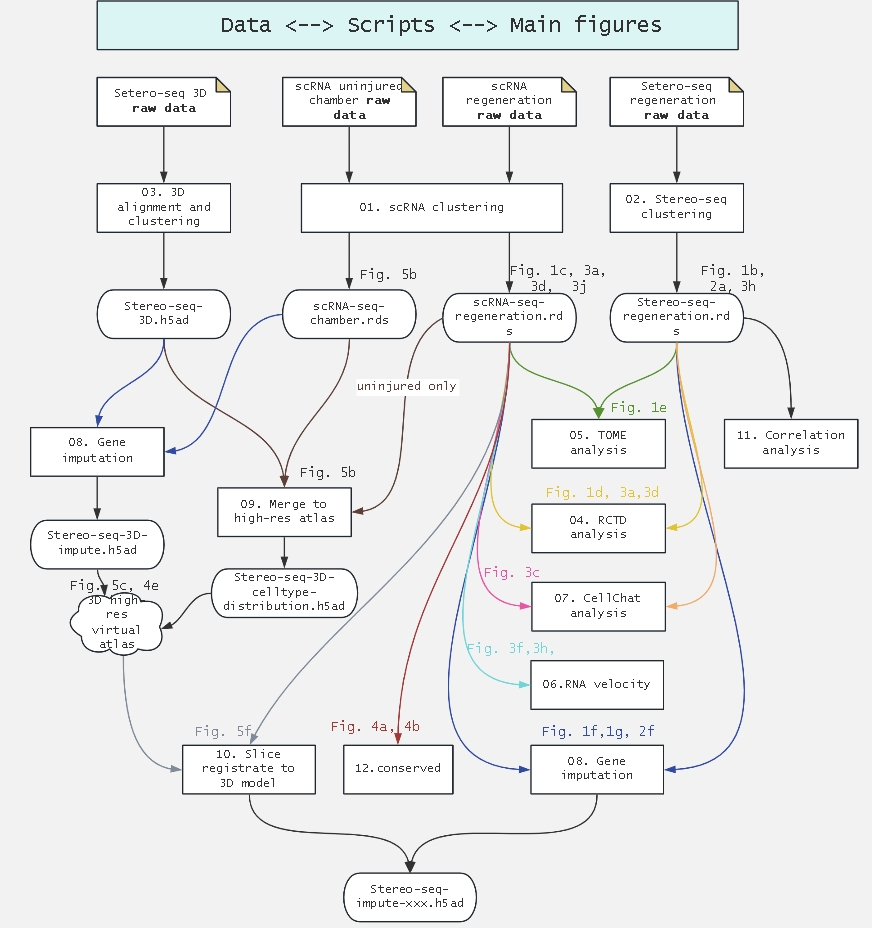 Data <--> Scripts <--> Main figures
Setero-seq 3D
raw data
scRNA uninjured
chamber raw
data
scRNA
regeneration
raw data
Setero-seq
regeneration
raw data
03. 3D
alignment and
clustering
01. scRNA clustering
02. Stereo-seq
clustering
Fig. 5b
Fig. 1c, 3a,
3d, 3j
Fig. 1b,
2a, 3h
Stereo-seq-
3D.h5ad
scRNA-seq-
chamber.rds
scRNA-seq-
regeneration.rd
s
Stereo-seq-
regeneration.rd
s
uninjured only
Fig. 1e
08. Gene
imputation
05. TOME
analysis
11. Correlation
analysis
Fig. 5b
09. Merge to
high-res atlas
Fig. 1d, 3a,3d
04. RCTD
analysis
Stereo-seq-3D-
impute.h5ad
Fig. 5c, 4e
3D high-
res
virtual
atlas
Stereo-seq-3D-
celltype-
distribution.h5ad
Fig. 3c
07. CellChat
analysis
Fig. 3f,3h,
06.RNA velocity
Fig. 5f
10. Slice
registrate to
3D model
Fig. 4a, 4b
12.conserved
Fig. 1f,1g, 2f
08. Gene
imputation
Stereo-seq-
impute-xxx.h5ad